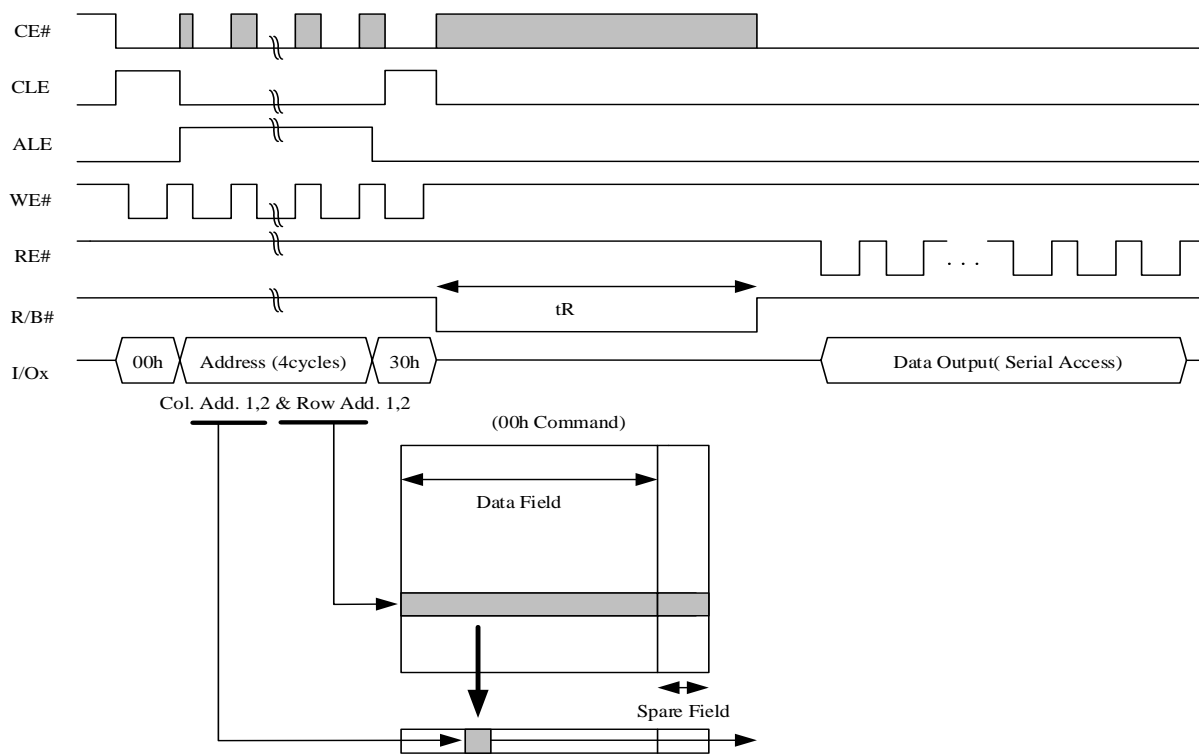 CE#
CLE
ALE
WE#
RE#
. . .
R/B#
tR
I/Ox
00h
Address (4cycles)
30h
Data Output( Serial Access)
Col. Add. 1,2 & Row Add. 1,2
(00h Command)
Data Field
Spare Field